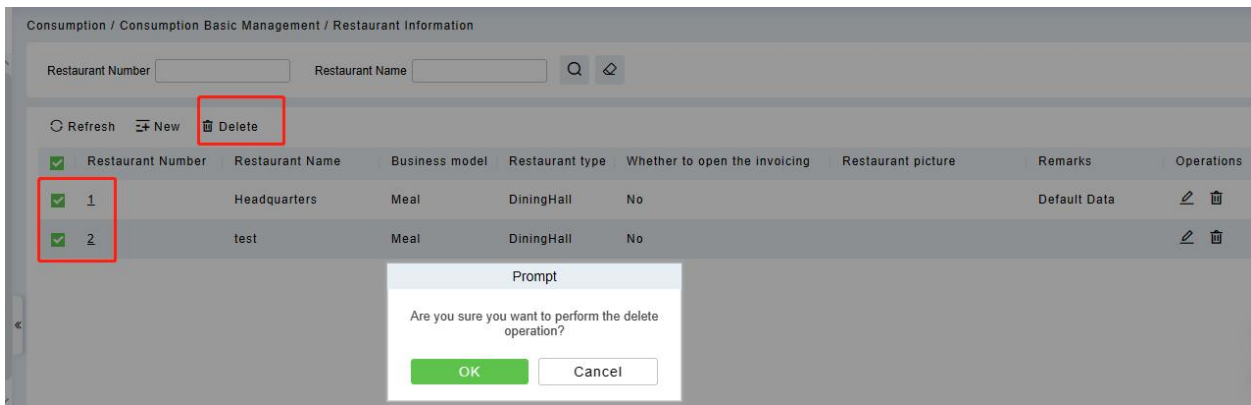 Consumption / Consumption Basic Management / Restaurant Information
Restaurant Number Restaurant Name
Refresh New Delete
Restaurant Number Restaurant Name Business model Restaurant type Whether to open the invoicing Restaurant picture Remarks Operations
1 Headquarters Meal DiningHall No Default Data
2 test Meal DiningHall No
Prompt
Are you sure you want to perform the delete
operation?
OK Cancel